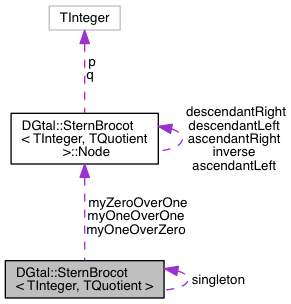 TInteger
p
q
DGtal::SternBrocot
< TInteger, TQuotient
>::Node
descendantRight
descendantLeft
ascendantRight
inverse
ascendantLeft
myZeroOverOne
myOneOverOne
myOneOverZero
DGtal::SternBrocot
< TInteger, TQuotient >
singleton